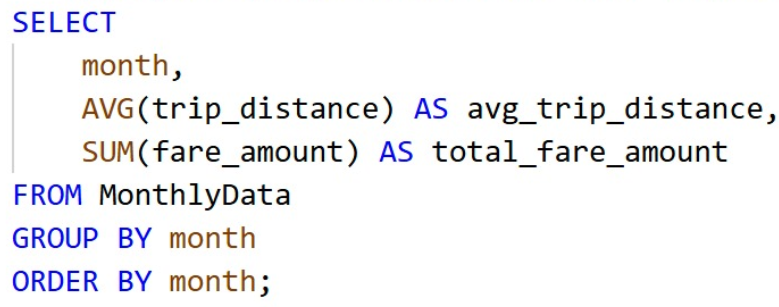 SELECT
month,
AVG(trip_distance) AS avg_trip_distance,
SUM(fare_amount) AS total_fare_amount
FROM MonthlyData
GROUP BY month
ORDER BY month;